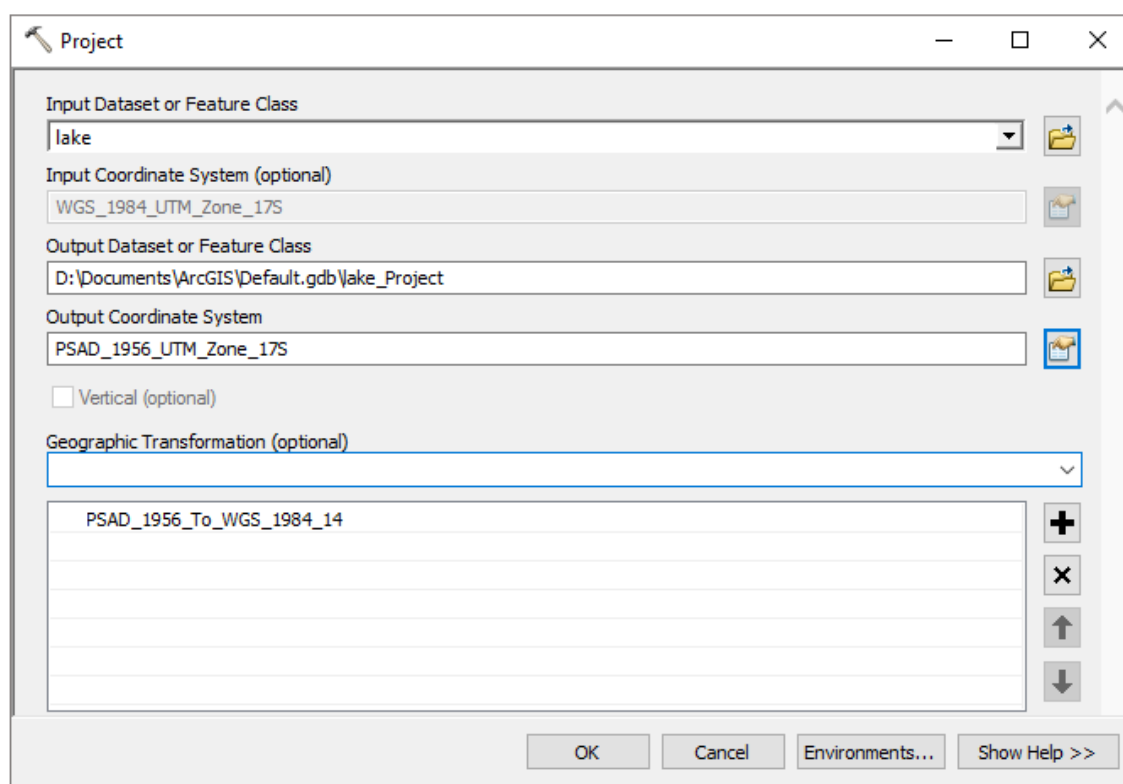 Project
Input Dataset or Feature Class
lake
Input Coordinate System (optional)
WGS_1984_UTM_Zone_17S
Output Dataset or Feature Class
D:\Documents\ArcGIS\Default.gdb\lake_Project
Output Coordinate System
PSAD_1956_UTM_Zone_17S
Vertical (optional)
Geographic Transformation (optional)
PSAD_1956_To_WGS_1984_14
OK Cancel Environments... Show Help >>